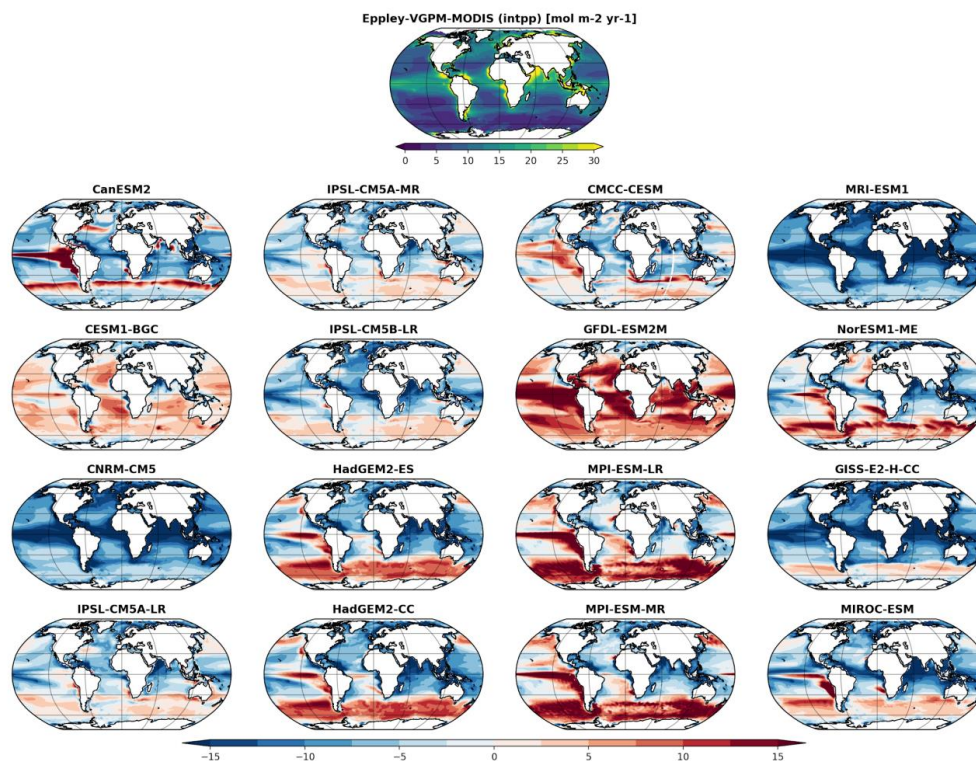 Eppley-VGPM-MODIS (intpp) [mol m-2 yr-1]
0 5 10 15 20 25 30
CanESM2 IPSL-CM5A-MR CMCC-CESM MRI-ESM1
CESM1-BGC IPSL-CM5B-LR GFDL-ESM2M NorESM1-ME
CNRM-CM5 HadGEM2-ES MPI-ESM-LR GISS-E2-H-CC
IPSL-CM5A-LR HadGEM2-CC MPI-ESM-MR MIROC-ESM
−15 −10 −5 0 5 10 15